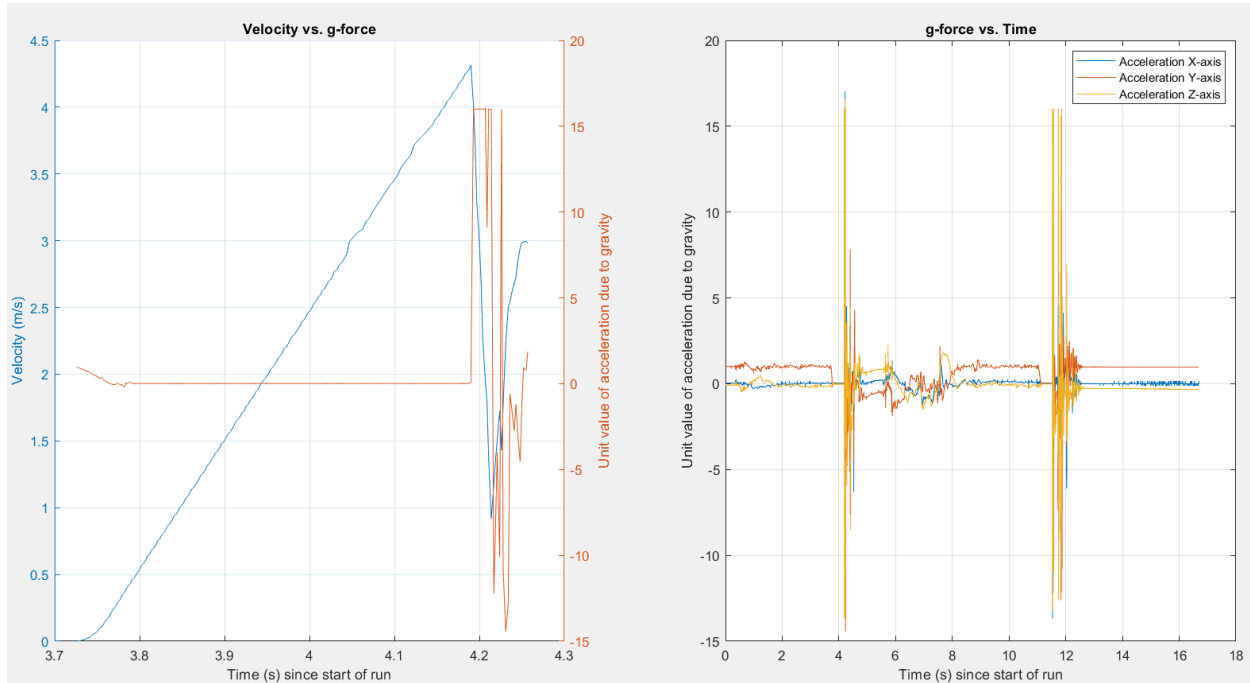 Velocity vs. g-force
4.5
4
3.5
3
2.5
2
1.5
1
0.5
0
Velocity (m/s)
20
15
10
5
0
-5
-10
-15
Unit value of acceleration due to gravity
3.7 3.8 3.9 4 4.1 4.2 4.3
Time (s) since start of run
g-force vs. Time
20
15
10
5
0
-5
-10
-15
Unit value of acceleration due to gravity
Acceleration X-axis
Acceleration Y-axis
Acceleration Z-axis
0 2 4 6 8 10 12 14 16 18
Time (s) since start of run